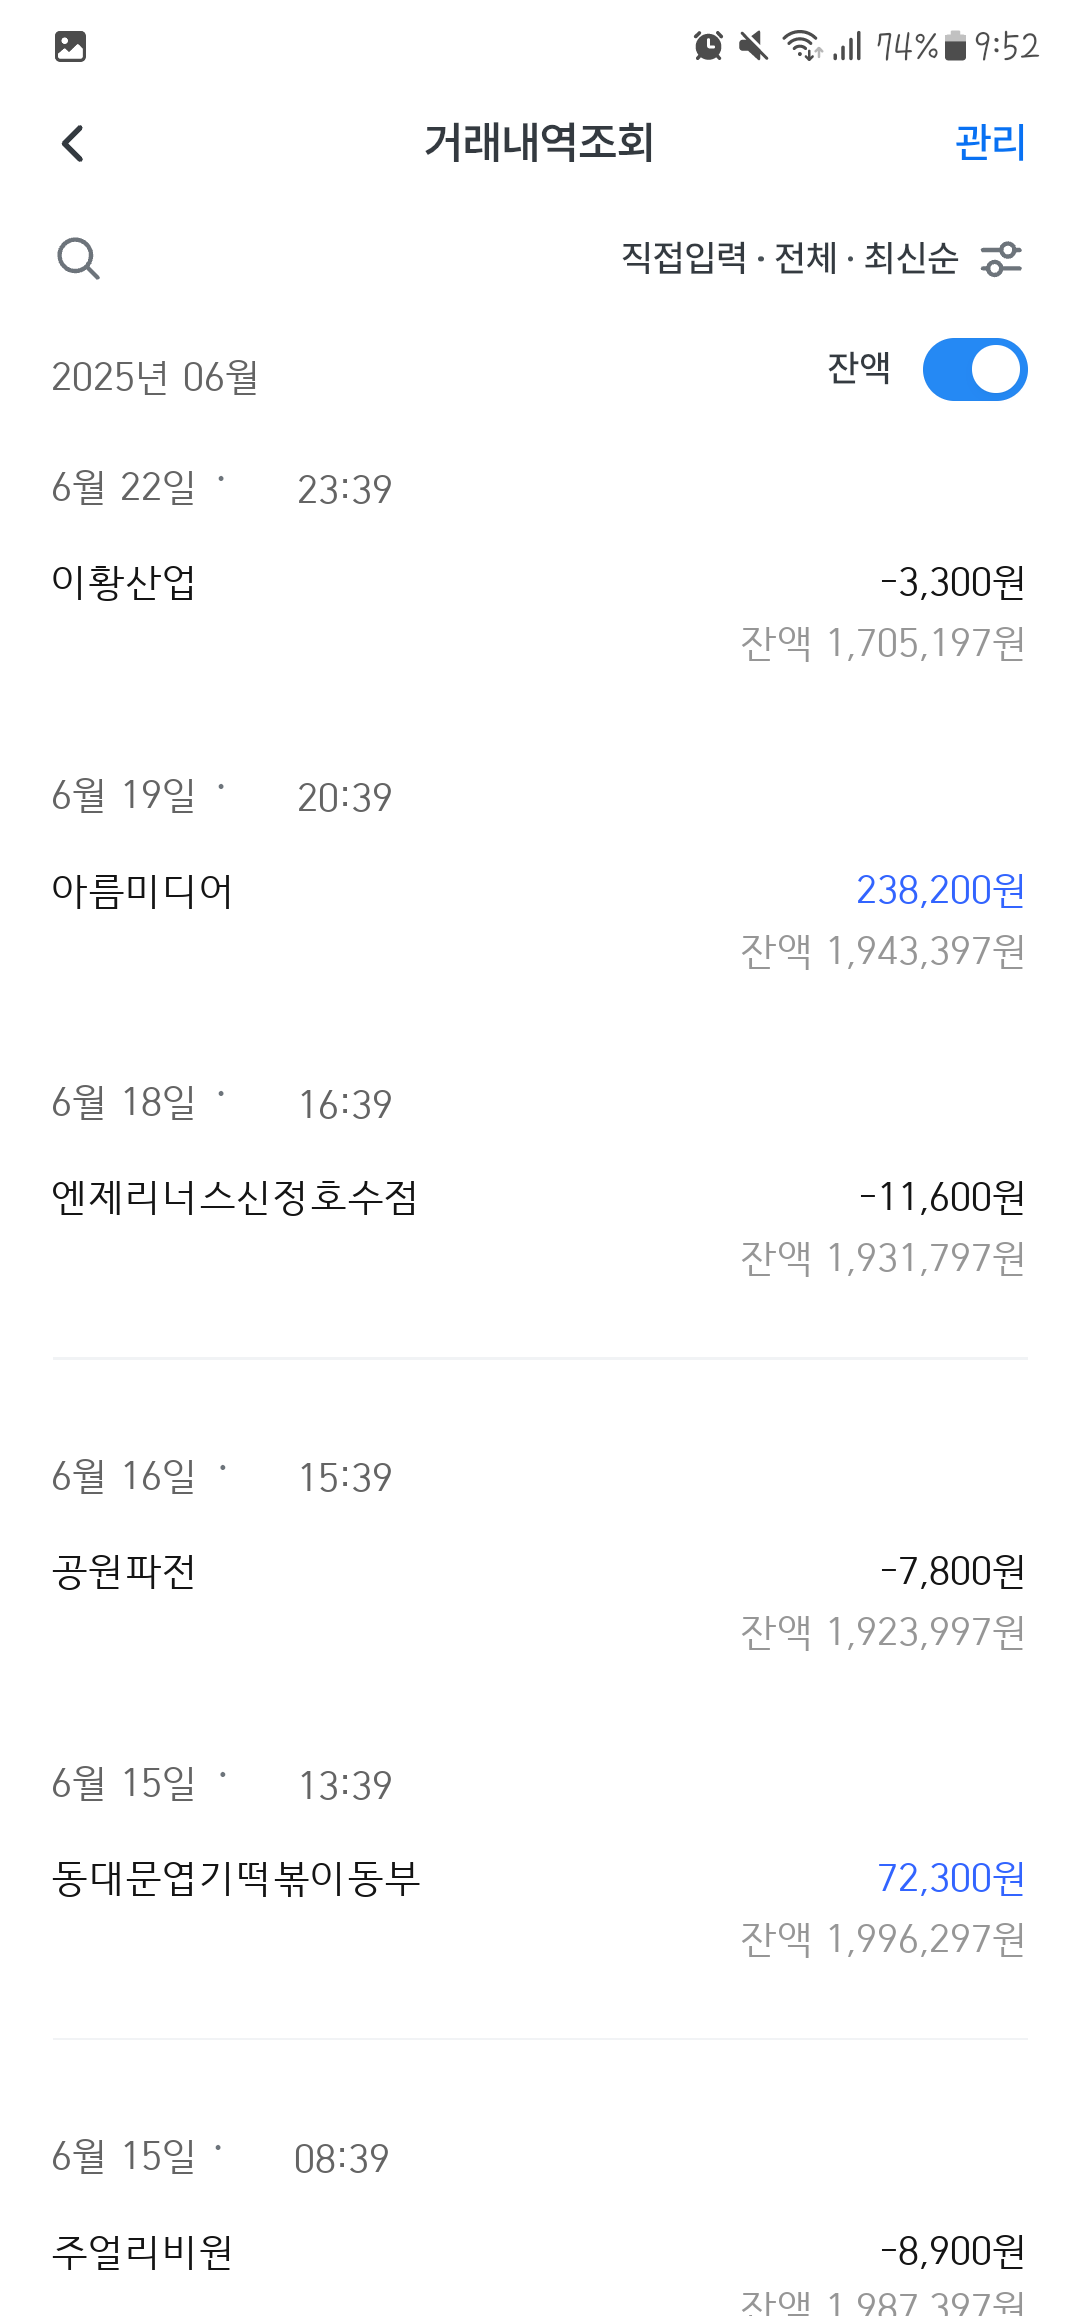 74% 9:52
거래내역조회 관리
직접입력 · 전체 · 최신순
2025년 06월 잔액
6월 22일 · 23:39
이황산업 -3,300원
잔액 1,705,197원
6월 19일 · 20:39
아름미디어 238,200원
잔액 1,943,397원
6월 18일 · 16:39
엔제리너스신정호수점 -11,600원
잔액 1,931,797원
6월 16일 · 15:39
공원파전 -7,800원
잔액 1,923,997원
6월 15일 · 13:39
동대문엽기떡볶이동부 72,300원
잔액 1,996,297원
6월 15일 · 08:39
주얼리비원 -8,900원
잔액 1,987,397원